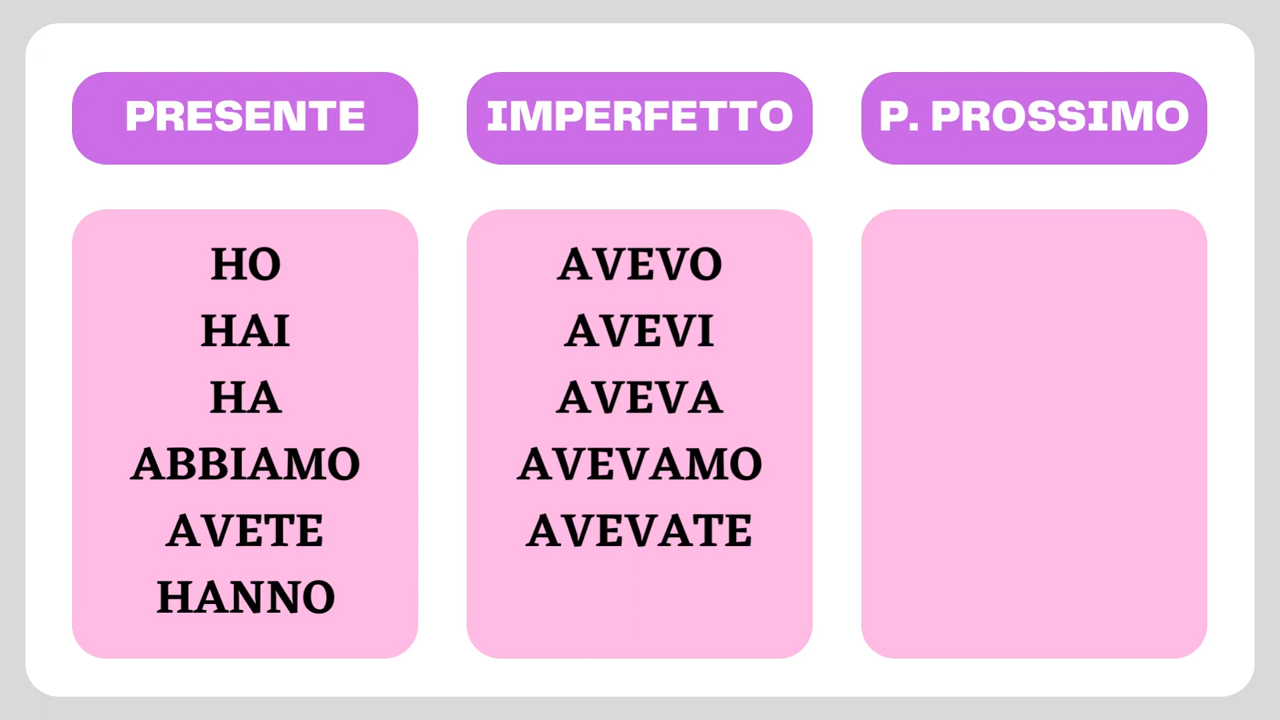 PRESENTE
IMPERFETTO
P. PROSSIMO
HO
HAI
HA
ABBIAMO
AVETE
HANNO
AVEVO
AVEVI
AVEVA
AVEVAMO
AVEVATE